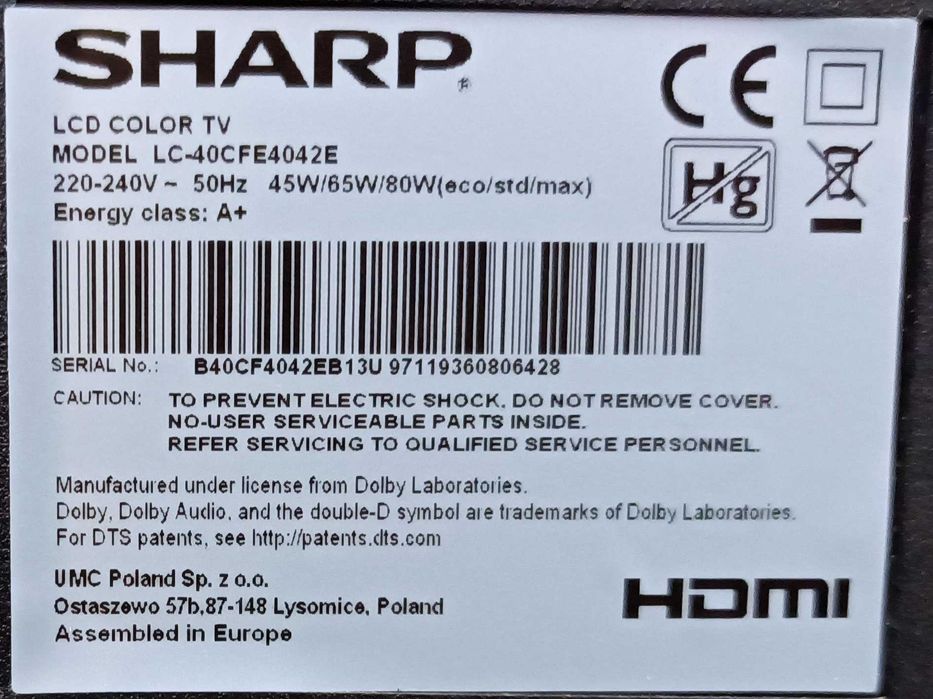 SHARP
LCD COLOR TV
MODEL LC-40CFE4042E
220-240V ~ 50Hz 45W/65W/80W(eco/std/max)
Energy class: A+
CE
Hg
SERIAL No.: B40CF4042EB13U 97119360806428
CAUTION: TO PREVENT ELECTRIC SHOCK, DO NOT REMOVE COVER.
NO-USER SERVICEABLE PARTS INSIDE.
REFER SERVICING TO QUALIFIED SERVICE PERSONNEL.
Manufactured under license from Dolby Laboratories.
Dolby, Dolby Audio, and the double-D symbol are trademarks of Dolby Laboratories.
For DTS patents, see http://patents.dts.com
UMC Poland Sp. z o.o.
Ostaszewo 57b,87-148 Lysomice, Poland
Assembled in Europe
HDMI